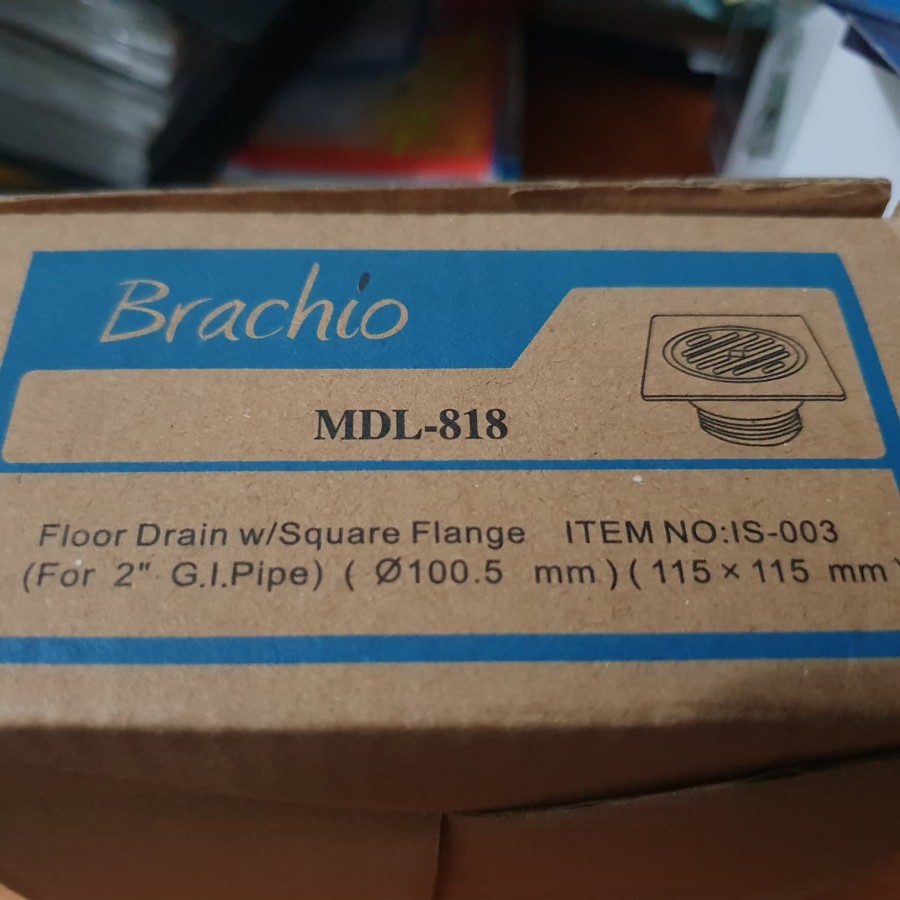 Brachio
MDL-818
Floor Drain w/Square Flange ITEM NO:IS-003
(For 2" G.I.Pipe) ( Ø100.5 mm ) ( 115 × 115 mm )